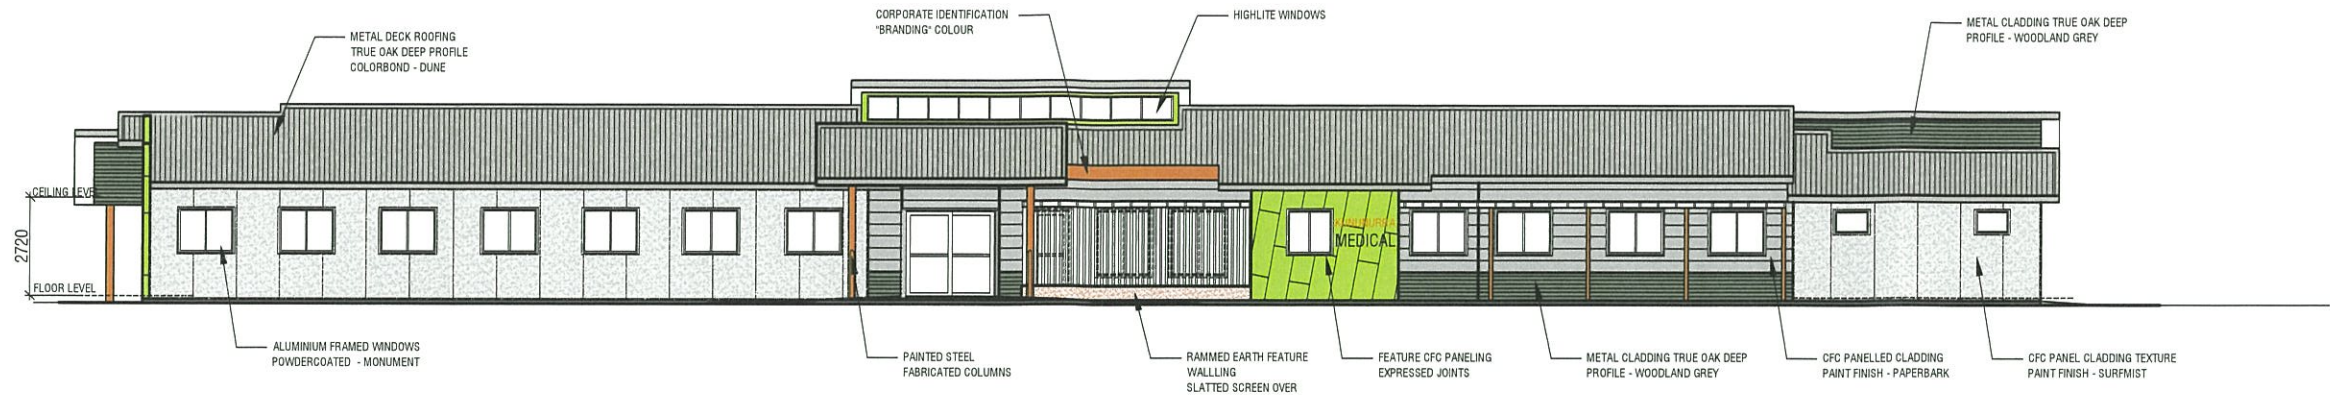 CORPORATE IDENTIFICATION
"BRANDING" COLOUR
HIGHLITE WINDOWS
METAL CLADDING TRUE OAK DEEP
PROFILE - WOODLAND GREY
METAL DECK ROOFING
TRUE OAK DEEP PROFILE
COLORBOND - DUNE
CEILING LEVEL
2720
FLOOR LEVEL
KUNUNURRA
MEDICAL
ALUMINIUM FRAMED WINDOWS
POWDERCOATED - MONUMENT
PAINTED STEEL
FABRICATED COLUMNS
RAMMED EARTH FEATURE
WALLLING
SLATTED SCREEN OVER
FEATURE CFC PANELING
EXPRESSED JOINTS
METAL CLADDING TRUE OAK DEEP
PROFILE - WOODLAND GREY
CFC PANELLED CLADDING
PAINT FINISH - PAPERBARK
CFC PANEL CLADDING TEXTURE
PAINT FINISH - SURFMIST